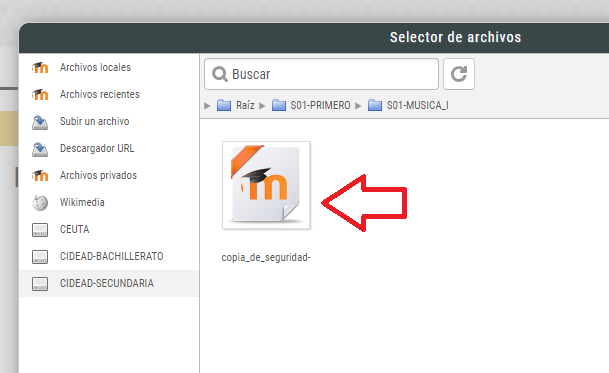 Selector de archivos
Archivos locales
Archivos recientes
Subir un archivo
Descargador URL
Archivos privados
Wikimedia
CEUTA
CIDEAD-BACHILLERATO
CIDEAD-SECUNDARIA
Buscar
Raíz S01-PRIMERO S01-MUSICA_I
m
copia_de_seguridad-